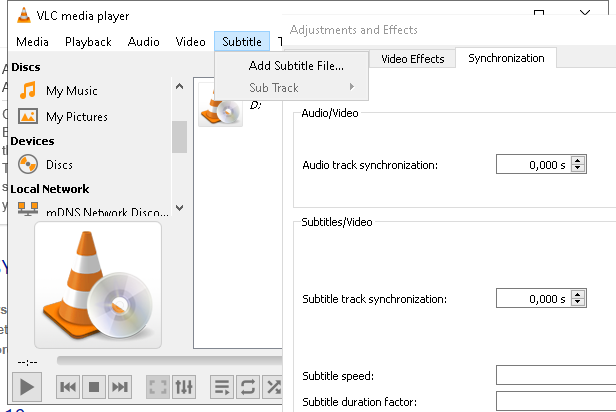 VLC media player
Media Playback Audio Video Subtitle
Add Subtitle File...
Sub Track
Discs
My Music
My Pictures
Devices
Discs
Local Network
mDNS Network Disco...
D:
--:--
Adjustments and Effects
Video Effects Synchronization
Audio/Video
Audio track synchronization: 0,000 s
Subtitles/Video
Subtitle track synchronization: 0,000 s
Subtitle speed:
Subtitle duration factor: